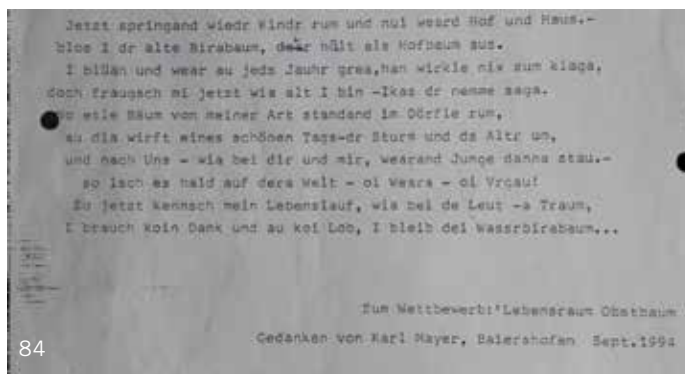 Jetzt springand wiedr Kindr rum und nui weard Hof und Haus.-
blos I dr alte Birabaum, dear hält als Hofbaum aus.
I blüan und wear au jeds Jauhr grea,han wirkle nix zum klaga,
doch fraugsch mi jetzt wia alt I bin -Ikas dr nemme saga.
So etle Bäum von meiner Art standand im Dörfle rum,
au dia wirft eines schönen Tags-dr Sturm und ds Altr um,
und nach Uns - wia bei dir und mir, wearand Junge danna stau.-
so isch es hald auf dera Welt - oi Weara - oi Vrgau!
So jetzt kennsch mein Lebenslauf, wia bei de Leut -a Traum,
I brauch koin Dank und au koi Lob, I bleib dei Wassrbirabaum...
Zum Wettbewerb:'Lebensraum Obstbaum
Gedanken von Karl Mayer, Baiershofen Sept.1994
84